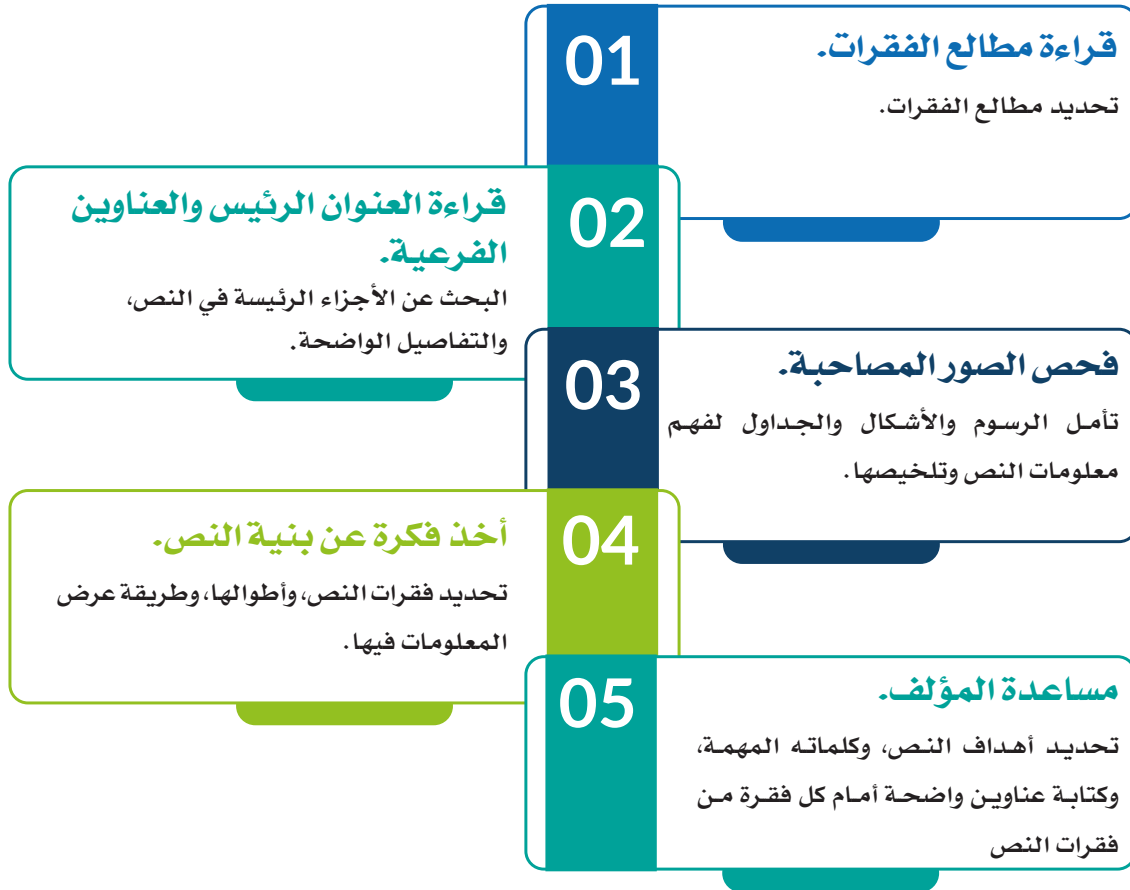 01
قراءة مطالع الفقرات.
تحديد مطالع الفقرات.
02
قراءة العنوان الرئيس والعناوين
الفرعية.
البحث عن الأجزاء الرئيسة في النص،
والتفاصيل الواضحة.
03
فحص الصور المصاحبة.
تأمل الرسوم والأشكال والجداول لفهم
معلومات النص وتلخيصها.
04
أخذ فكرة عن بنية النص.
تحديد فقرات النص، وأطوالها، وطريقة عرض
المعلومات فيها.
05
مساعدة المؤلف.
تحديد أهداف النص، وكلماته المهمة،
وكتابة عناوين واضحة أمام كل فقرة من
فقرات النص